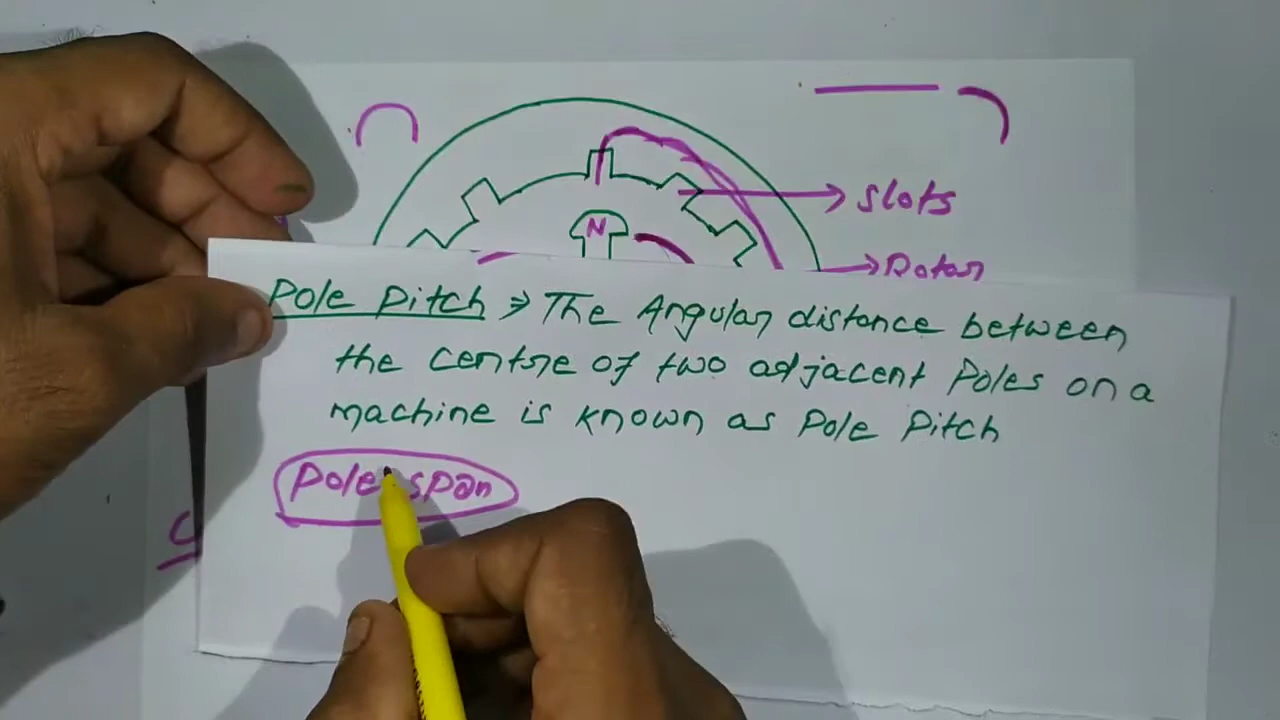 slots
N
Rotor
Pole Pitch ⇒ The Angular distance between
the centre of two adjacent Poles on a
machine is known as Pole Pitch
Pole span